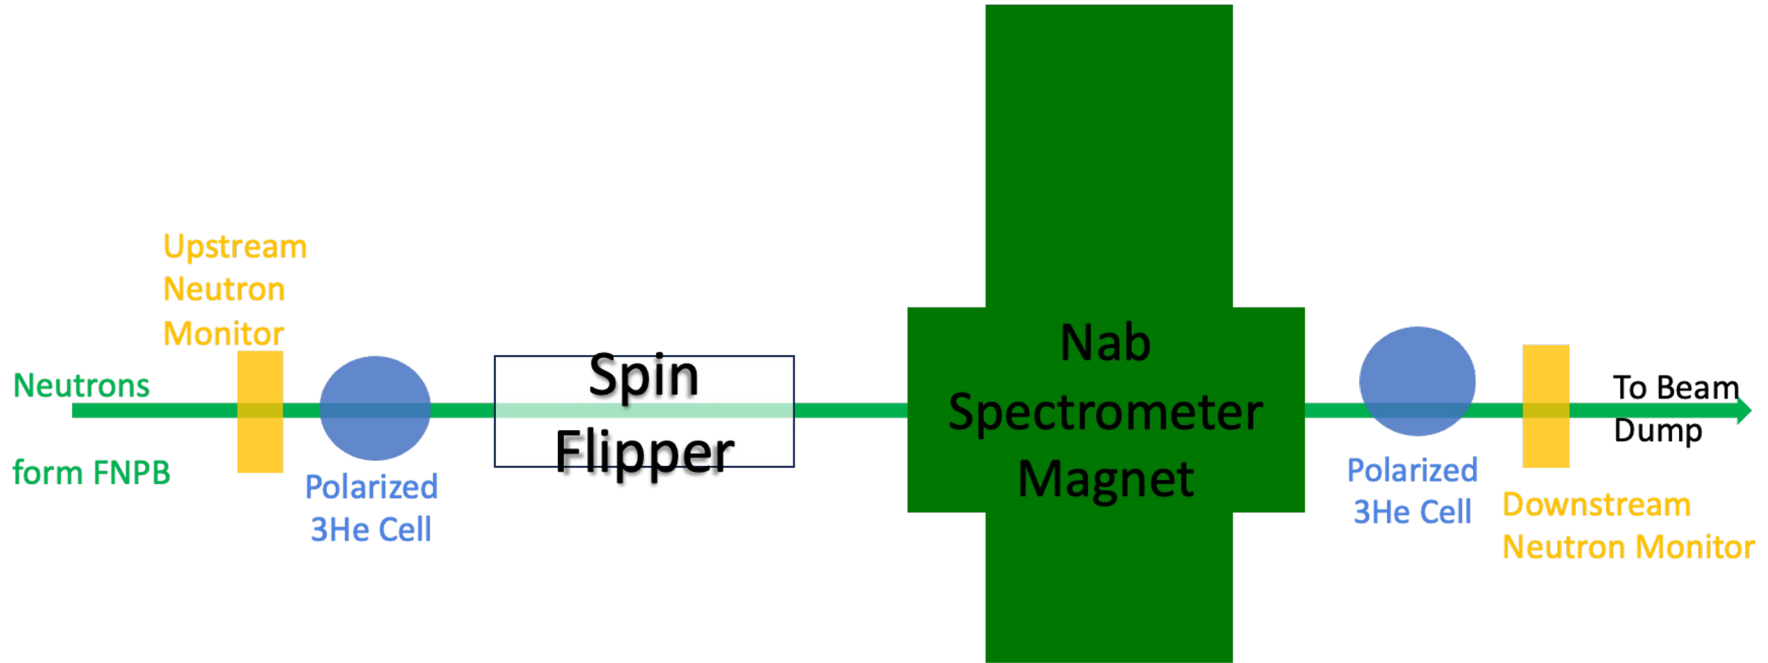 Upstream
Neutron
Monitor
Neutrons
form FNPB
Polarized
3He Cell
Spin
Flipper
Nab
Spectrometer
Magnet
Polarized
3He Cell
To Beam
Dump
Downstream
Neutron Monitor